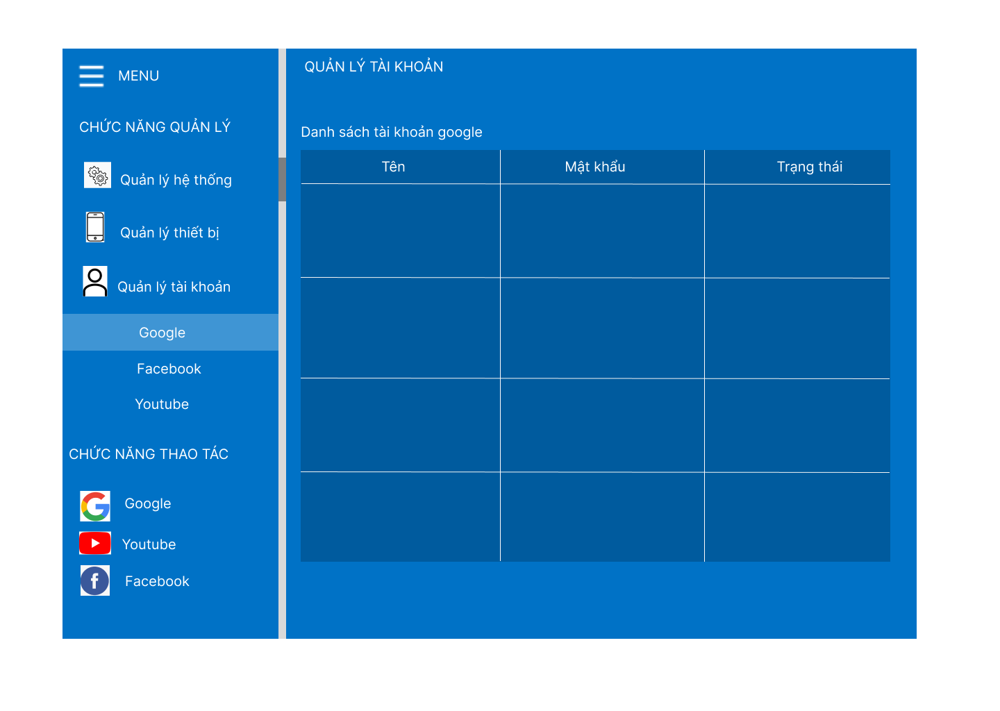 MENU
CHỨC NĂNG QUẢN LÝ
Quản lý hệ thống
Quản lý thiết bị
Quản lý tài khoản
Google
Facebook
Youtube
CHỨC NĂNG THAO TÁC
Google
Youtube
Facebook
QUẢN LÝ TÀI KHOẢN
Danh sách tài khoản google
Tên Mật khẩu Trạng thái